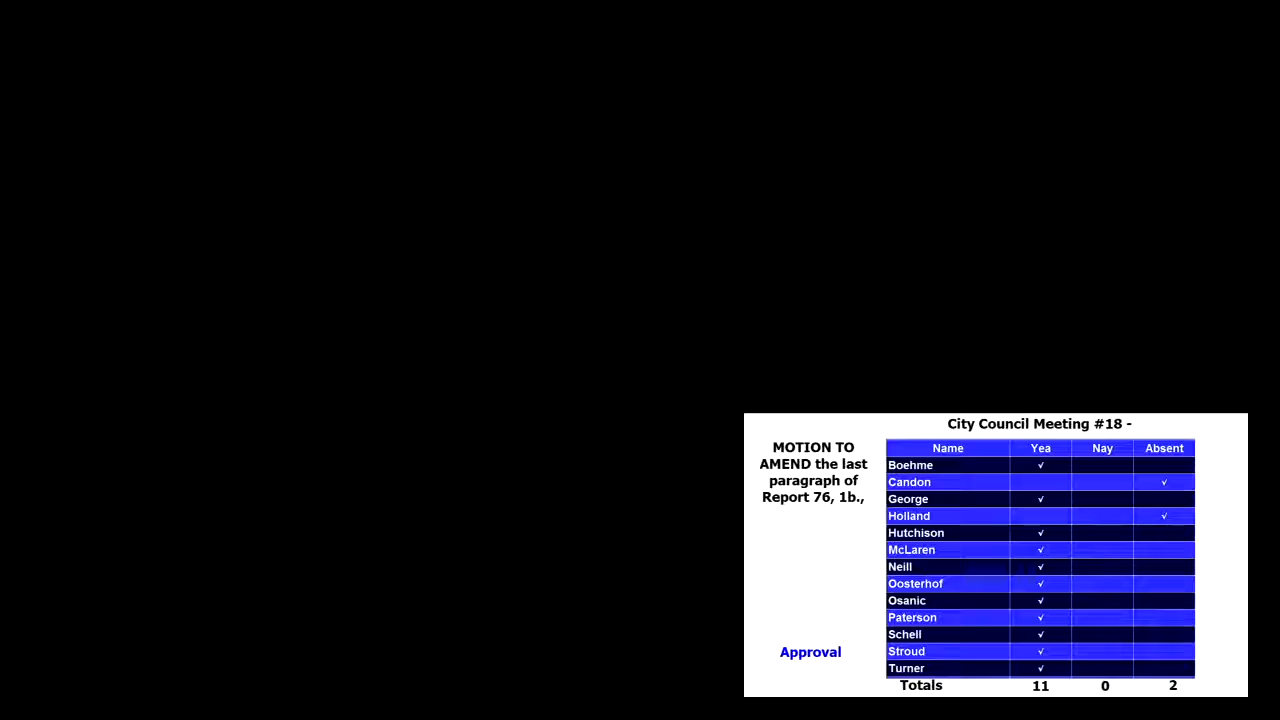 City Council Meeting #18 -
MOTION TO
AMEND the last
paragraph of
Report 76, 1b.,
Approval
Name Yea Nay Absent
Boehme √
Candon √
George √
Holland √
Hutchison √
McLaren √
Neill √
Oosterhof √
Osanic √
Paterson √
Schell √
Stroud √
Turner √
Totals 11 0 2